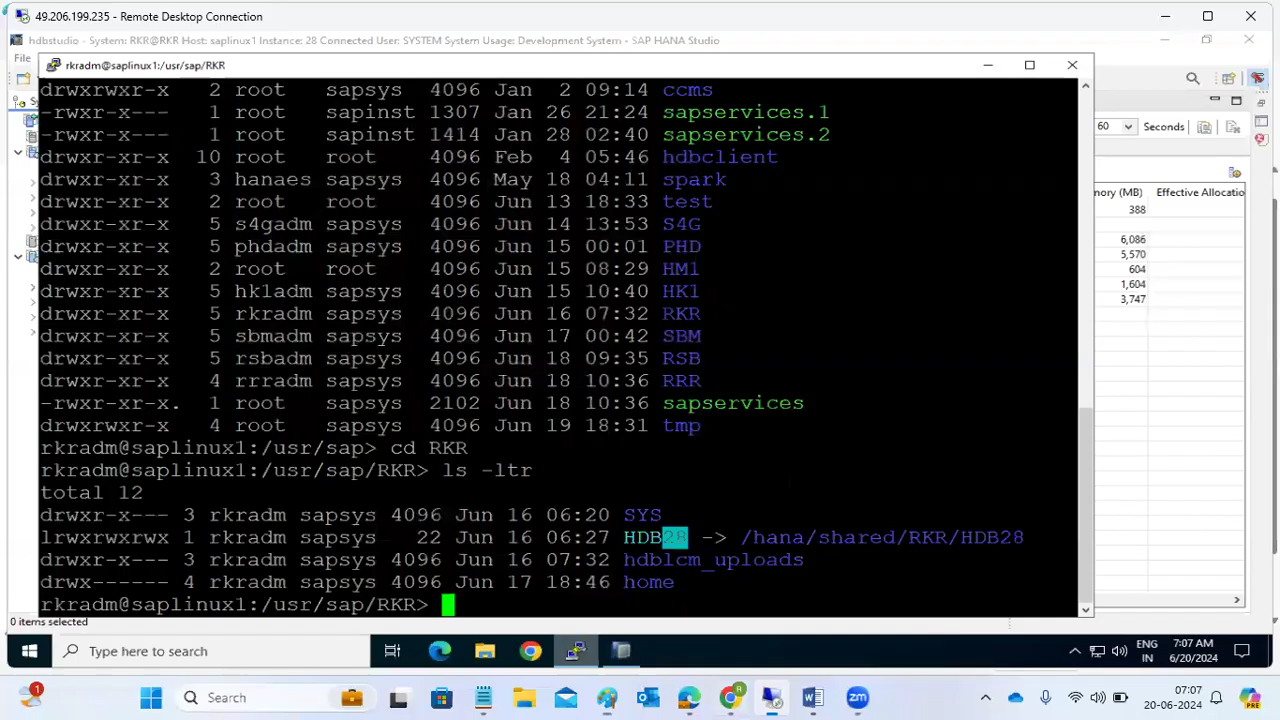 49.206.199.235 - Remote Desktop Connection
hdbstudio - System: RKR@RKR Host: saplinux1 Instance: 28 Connected User: SYSTEM System Usage: Development System - SAP HANA Studio
File
rkradm@saplinux1:/usr/sap/RKR
drwxrwxr-x 2 root sapsys 4096 Jan 2 09:14 ccms
-rwxr-x--- 1 root sapinst 1307 Jan 26 21:24 sapservices.1
-rwxr-x--- 1 root sapinst 1414 Jan 28 02:40 sapservices.2
drwxr-xr-x 10 root root 4096 Feb 4 05:46 hdbclient
drwxr-xr-x 3 hanaes sapsys 4096 May 18 04:11 spark
drwxr-xr-x 2 root root 4096 Jun 13 18:33 test
drwxr-xr-x 5 s4gadm sapsys 4096 Jun 14 13:53 S4G
drwxr-xr-x 5 phdadm sapsys 4096 Jun 15 00:01 PHD
drwxr-xr-x 2 root root 4096 Jun 15 08:29 HM1
drwxr-xr-x 5 hk1adm sapsys 4096 Jun 15 10:40 HK1
drwxr-xr-x 5 rkradm sapsys 4096 Jun 16 07:32 RKR
drwxr-xr-x 5 sbmadm sapsys 4096 Jun 17 00:42 SBM
drwxr-xr-x 5 rsbadm sapsys 4096 Jun 18 09:35 RSB
drwxr-xr-x 4 rrradm sapsys 4096 Jun 18 10:36 RRR
-rwxr-xr-x. 1 root sapsys 2102 Jun 18 10:36 sapservices
drwxrwxrwx 4 root sapsys 4096 Jun 19 18:31 tmp
rkradm@saplinux1:/usr/sap> cd RKR
rkradm@saplinux1:/usr/sap/RKR> ls -ltr
total 12
drwxr-x--- 3 rkradm sapsys 4096 Jun 16 06:20 SYS
lrwxrwxrwx 1 rkradm sapsys 22 Jun 16 06:27 HDB28 -> /hana/shared/RKR/HDB28
drwxr-xr-x 3 rkradm sapsys 4096 Jun 16 07:32 hdblcm_uploads
drwx------ 4 rkradm sapsys 4096 Jun 17 18:46 home
rkradm@saplinux1:/usr/sap/RKR>
60 Seconds
mory (MB) Effective Allocatio
388
6,086
5,570
604
1,604
3,747
0 items selected
Type here to search
ENG
IN
7:07 AM
6/20/2024
Search
07:07
20-06-2024